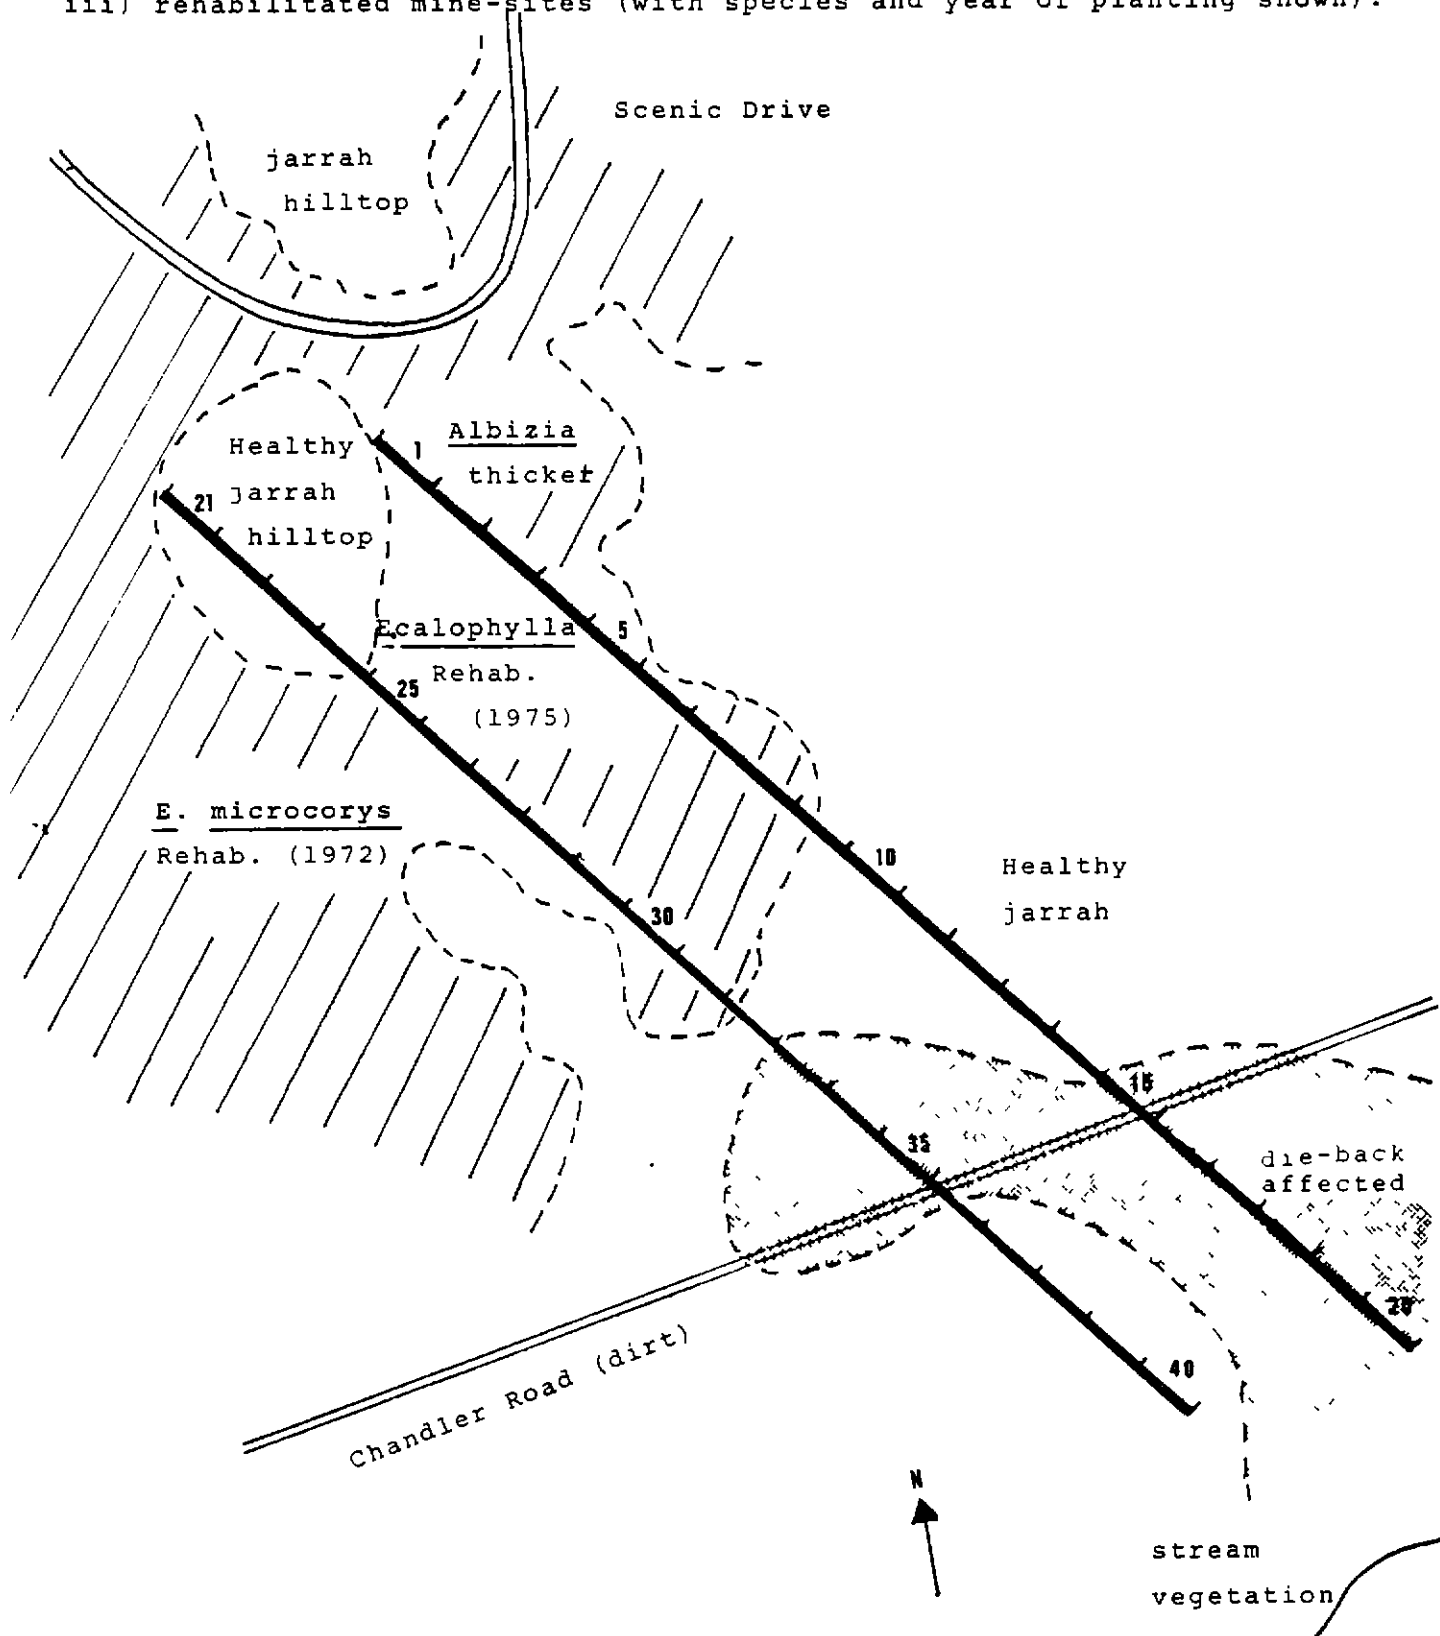 iii) rehabilitated mine-sites (with species and year of planting shown).
Scenic Drive
jarrah
hilltop
Healthy
jarrah
hilltop
1
Albizia
thicket
21
Ecalophylla
Rehab.
(1975)
5
25
E. microcorys
Rehab. (1972)
10
Healthy
jarrah
30
15
35
die-back
affected
20
40
Chandler Road (dirt)
N
stream
vegetation